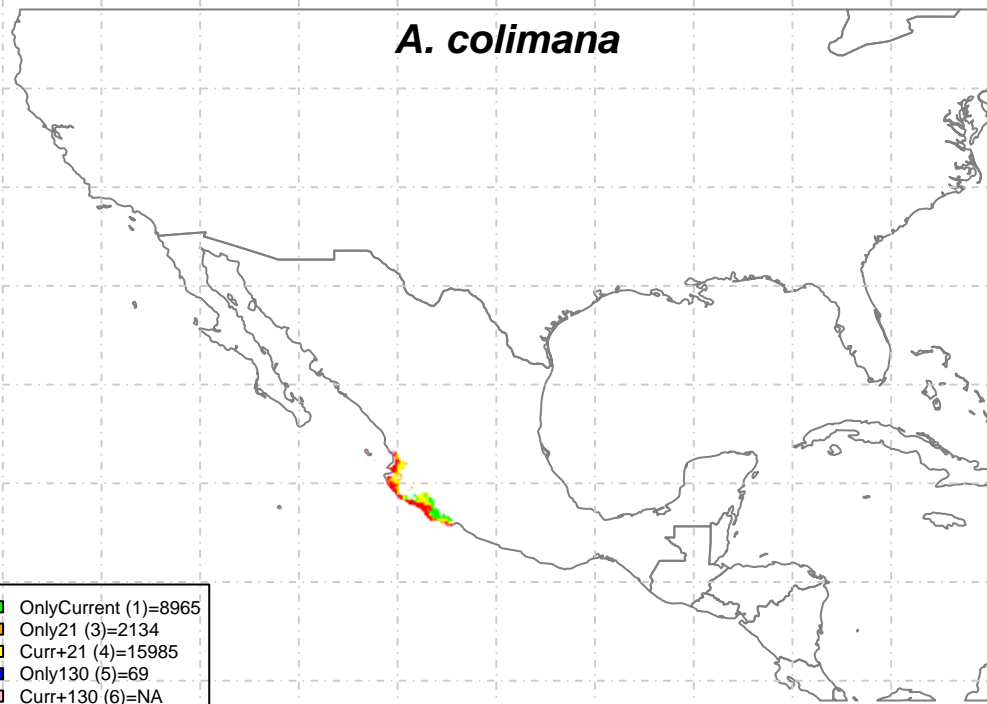 A. colimana
OnlyCurrent (1)=8965
Only21 (3)=2134
Curr+21 (4)=15985
Only130 (5)=69
Curr+130 (6)=NA